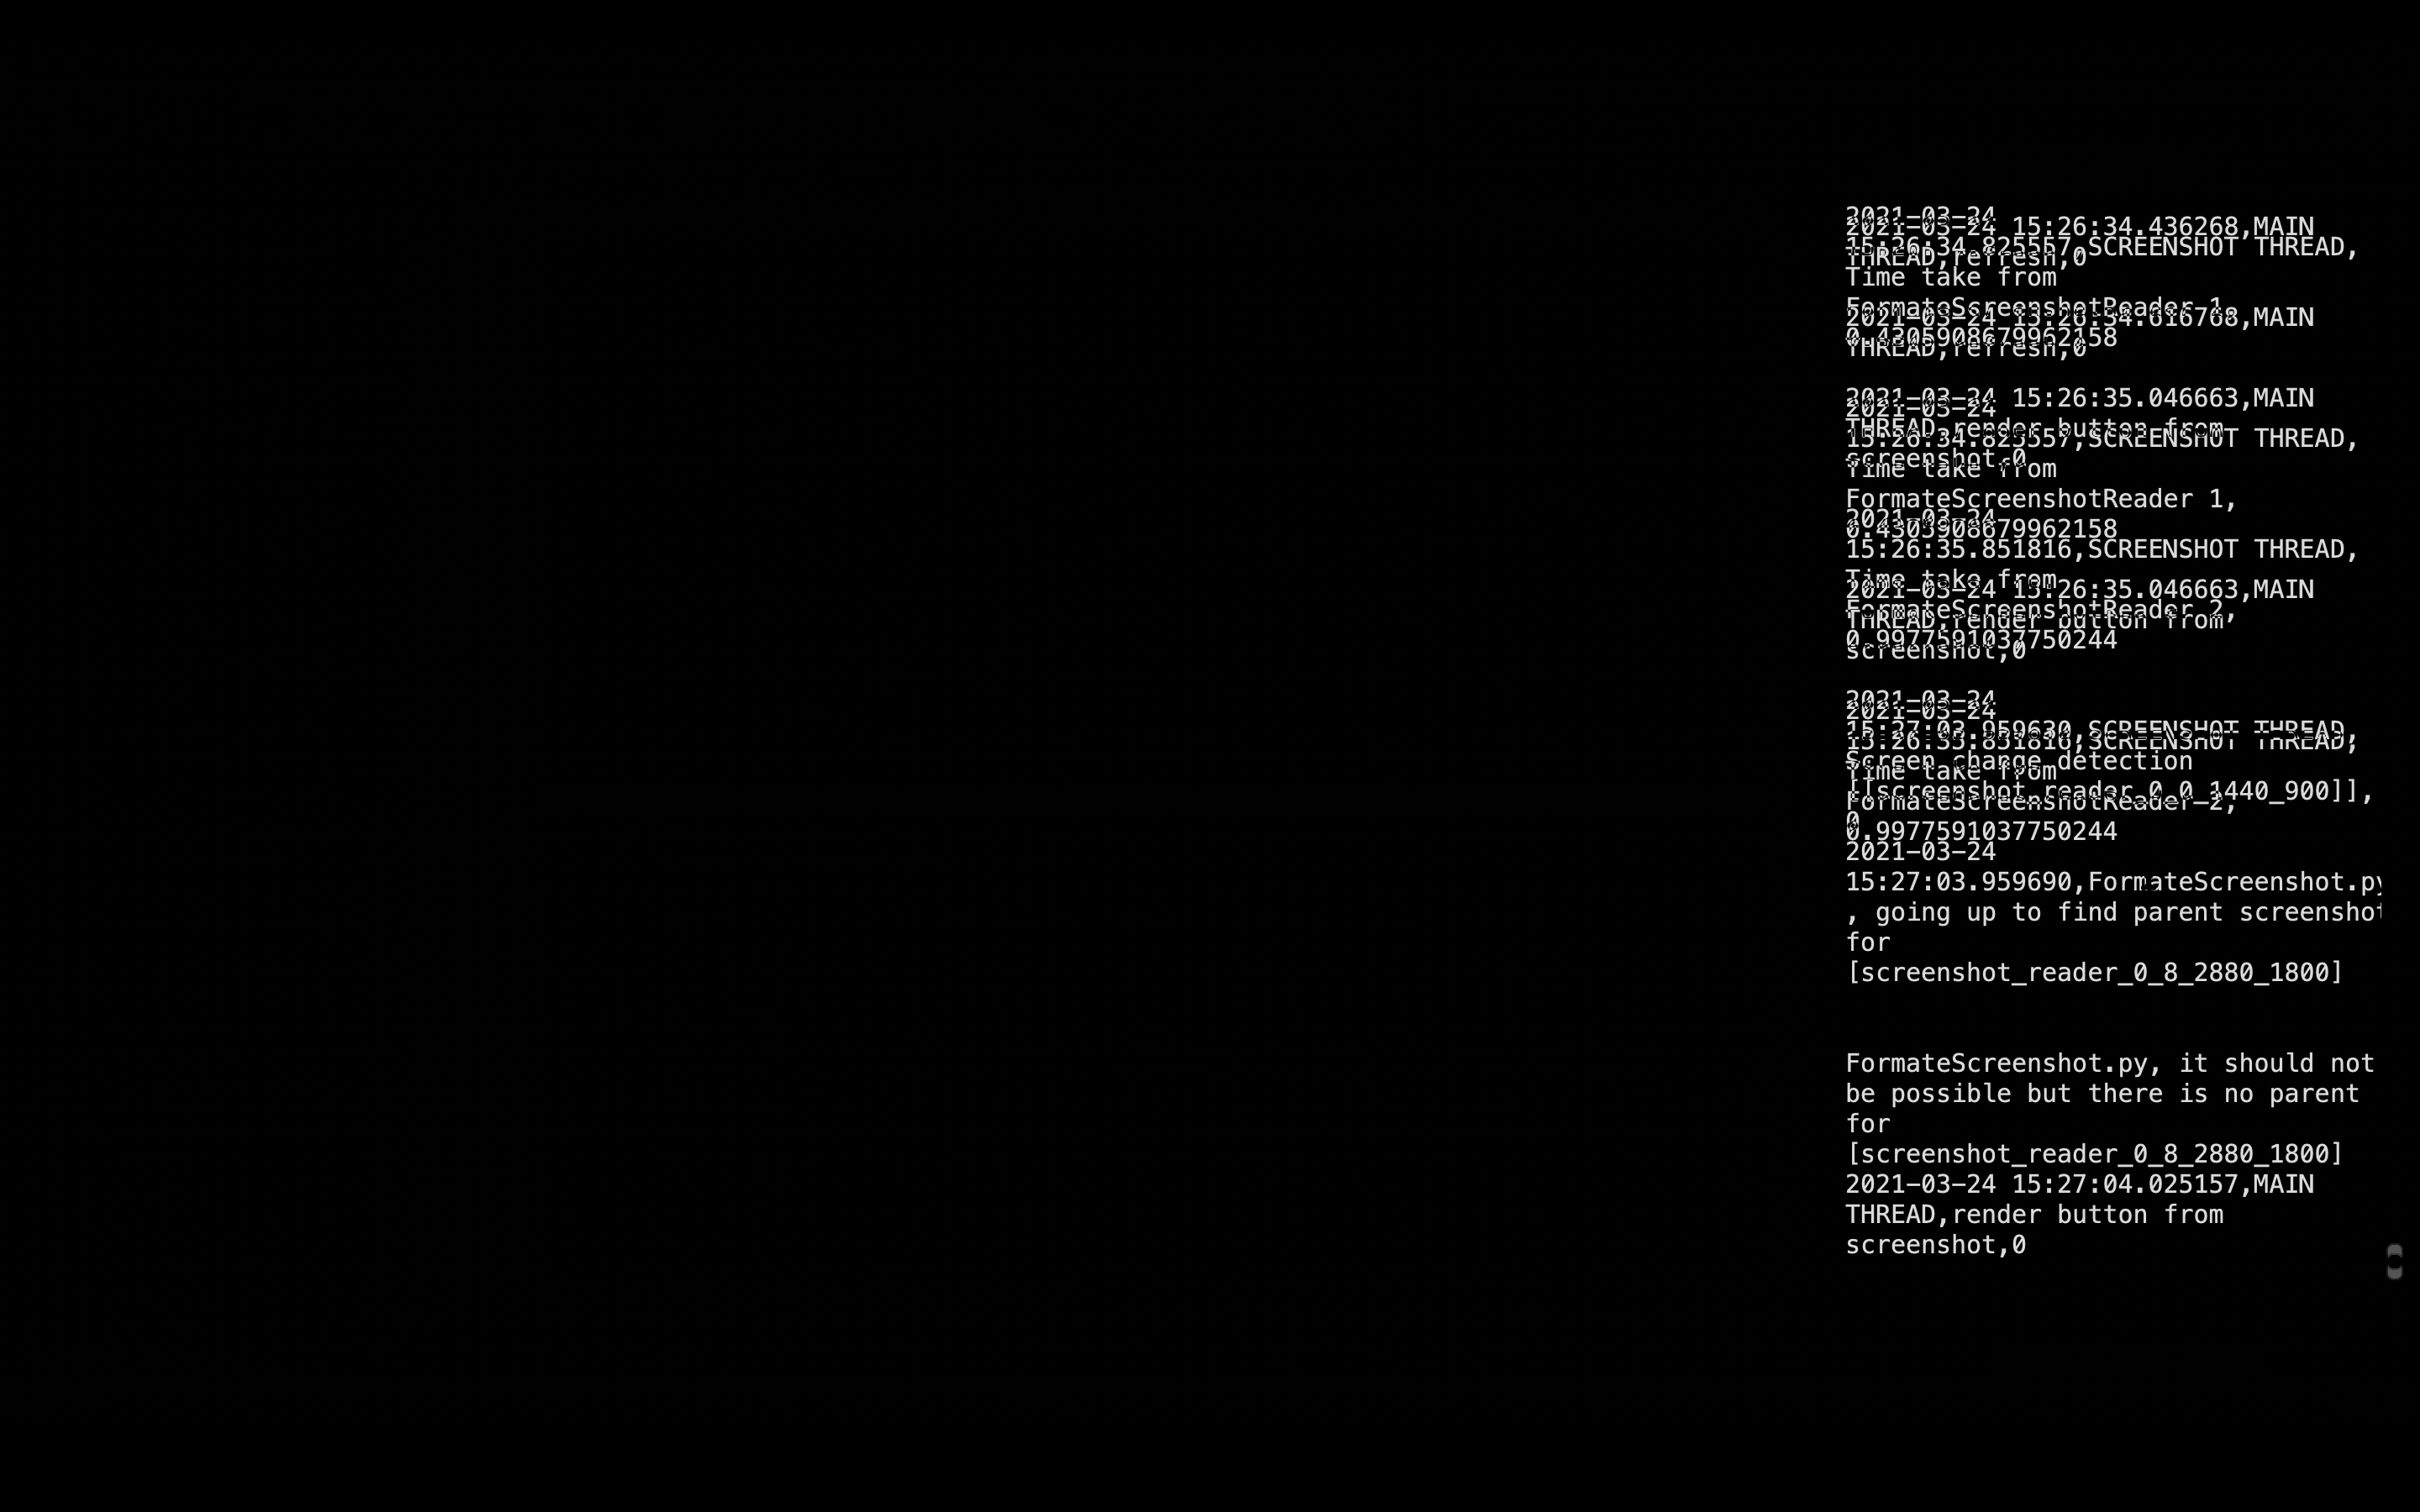 2021-03-24
2021-03-24 15:26:34.436268,MAIN
15:26:34.825557,SCREENSHOT THREAD,
THREAD,refresh,0
Time take from
FormateScreenshotReader 1,
2021-03-24 15:26:34.616768,MAIN
0.4305908679962158
THREAD,refresh,0
2021-03-24 15:26:35.046663,MAIN
2021-03-24
THREAD,render button from
15:26:34.825557,SCREENSHOT THREAD,
screenshot,0
Time take from
FormateScreenshotReader 1,
2021-03-24
0.4305908679962158
15:26:35.851816,SCREENSHOT THREAD,
Time take from
2021-03-24 15:26:35.046663,MAIN
FormateScreenshotReader 2,
THREAD,render button from
0.9977591037750244
screenshot,0
2021-03-24
2021-03-24
15:27:03.959630,SCREENSHOT THREAD,
15:26:35.851816,SCREENSHOT THREAD,
Screen change detection
Time take from
[[screenshot_reader_0_0_1440_900]],
FormateScreenshotReader 2,
0
0.9977591037750244
2021-03-24
15:27:03.959690,FormateScreenshot.py
, going up to find parent screenshot
for
[screenshot_reader_0_8_2880_1800]
FormateScreenshot.py, it should not
be possible but there is no parent
for
[screenshot_reader_0_8_2880_1800]
2021-03-24 15:27:04.025157,MAIN
THREAD,render button from
screenshot,0